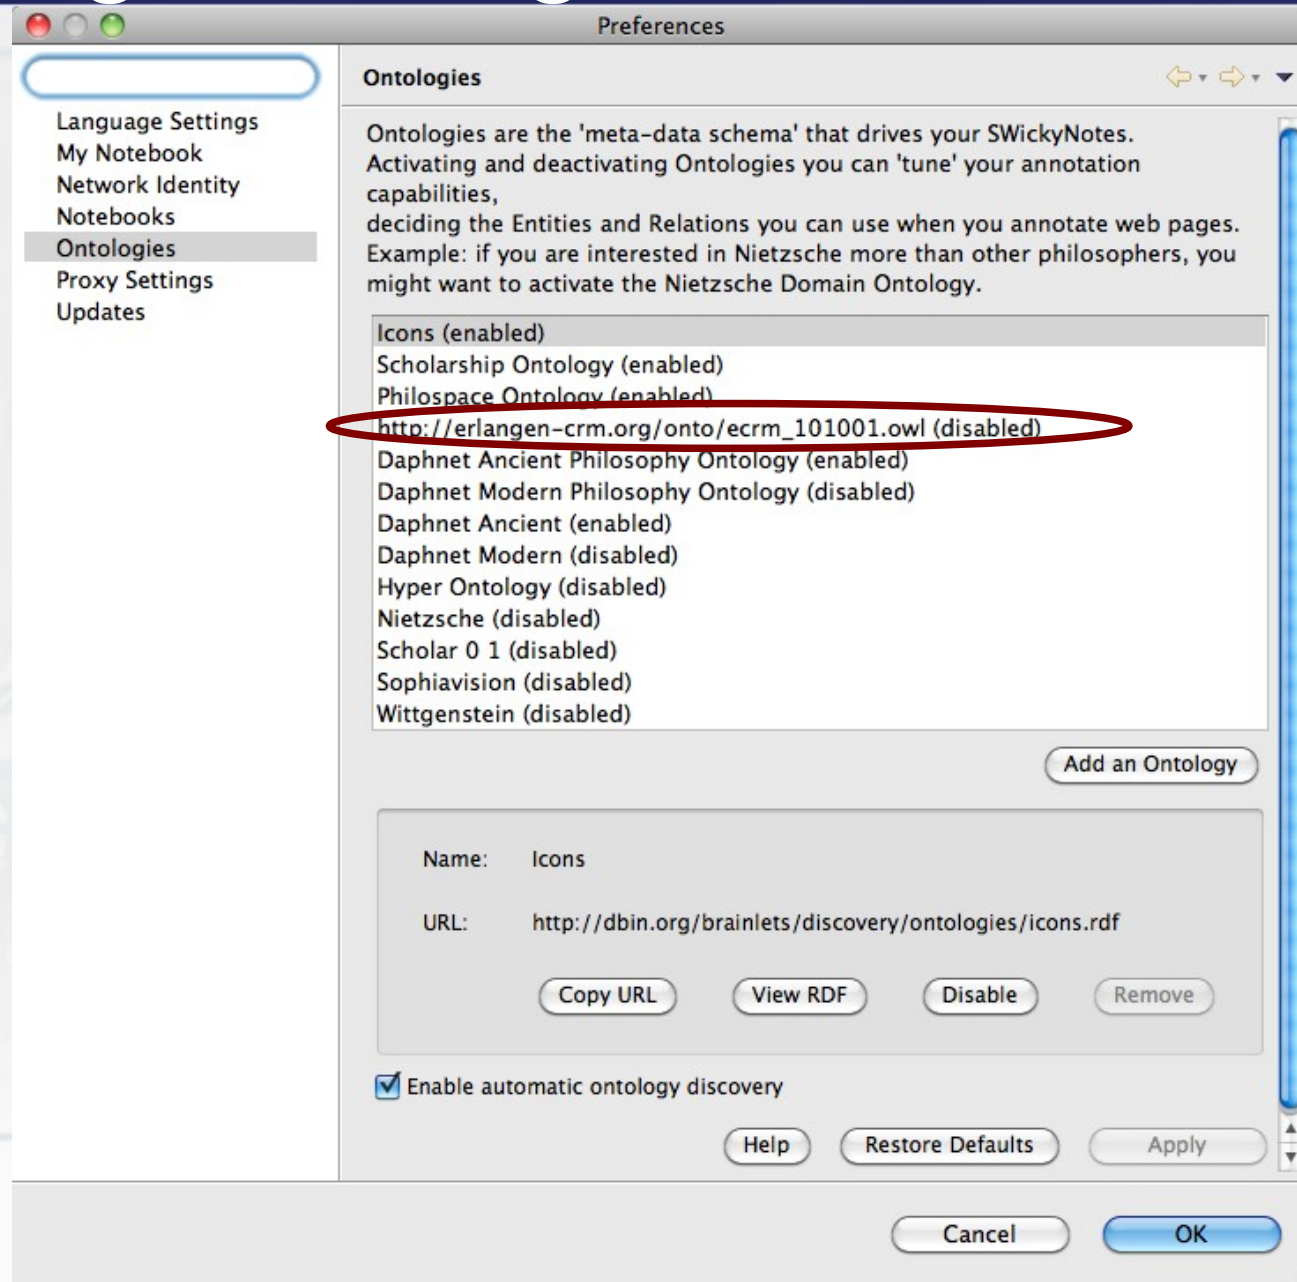 Preferences
Ontologies
Language Settings
My Notebook
Network Identity
Notebooks
Ontologies
Proxy Settings
Updates
Ontologies are the 'meta-data schema' that drives your SWickyNotes.
Activating and deactivating Ontologies you can 'tune' your annotation
capabilities,
deciding the Entities and Relations you can use when you annotate web pages.
Example: if you are interested in Nietzsche more than other philosophers, you
might want to activate the Nietzsche Domain Ontology.
Icons (enabled)
Scholarship Ontology (enabled)
Philospace Ontology (enabled)
http://erlangen-crm.org/onto/ecrm_101001.owl (disabled)
Daphnet Ancient Philosophy Ontology (enabled)
Daphnet Modern Philosophy Ontology (disabled)
Daphnet Ancient (enabled)
Daphnet Modern (disabled)
Hyper Ontology (disabled)
Nietzsche (disabled)
Scholar 0 1 (disabled)
Sophiavision (disabled)
Wittgenstein (disabled)
Add an Ontology
Name: Icons
URL: http://dbin.org/brainlets/discovery/ontologies/icons.rdf
Copy URL View RDF Disable Remove
Enable automatic ontology discovery
Help Restore Defaults Apply
Cancel OK